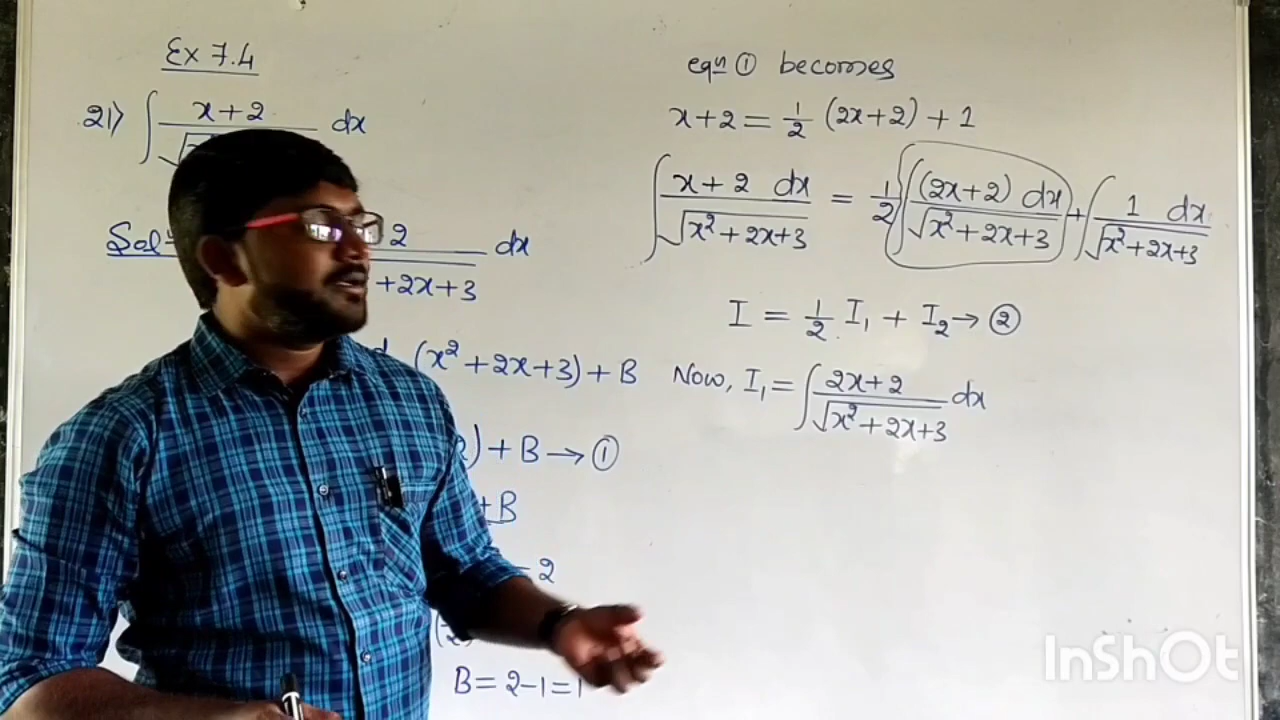 Ex 7.4
21) ∫ x+2 / √x² dx
Sol
2 / +2x+3 dx
d (x²+2x+3)+B
2)+B → ①
+B
2
(2)
B = 2-1 = 1
eqⁿ ① becomes
x+2 = 1/2 (2x+2) + 1
∫ x+2 dx / √x²+2x+3 = 1/2 ∫ (2x+2) dx / √x²+2x+3 + ∫ 1 dx / √x²+2x+3
I = 1/2 I₁ + I₂ → ②
Now, I₁ = ∫ 2x+2 / √x²+2x+3 dx
InShOt